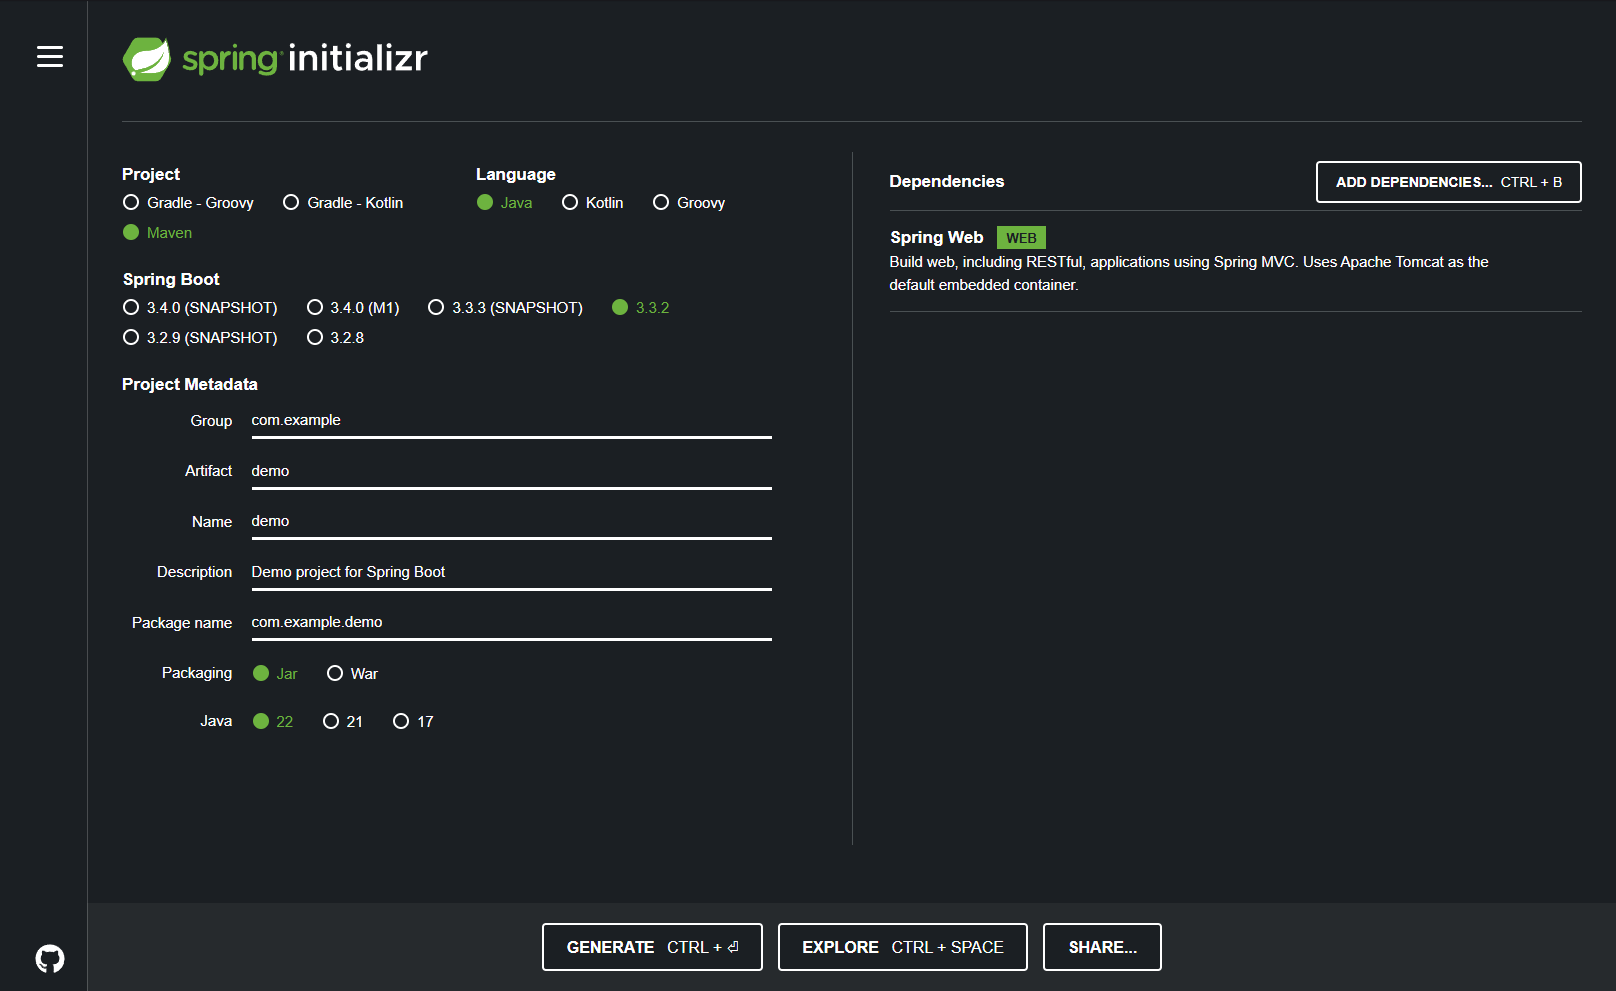 spring initializr
Project
Gradle - Groovy Gradle - Kotlin
Maven
Language
Java Kotlin Groovy
Spring Boot
3.4.0 (SNAPSHOT) 3.4.0 (M1) 3.3.3 (SNAPSHOT) 3.3.2
3.2.9 (SNAPSHOT) 3.2.8
Project Metadata
Group com.example
Artifact demo
Name demo
Description Demo project for Spring Boot
Package name com.example.demo
Packaging Jar War
Java 22 21 17
Dependencies ADD DEPENDENCIES... CTRL + B
Spring Web WEB
Build web, including RESTful, applications using Spring MVC. Uses Apache Tomcat as the
default embedded container.
GENERATE CTRL + ⏎ EXPLORE CTRL + SPACE SHARE...